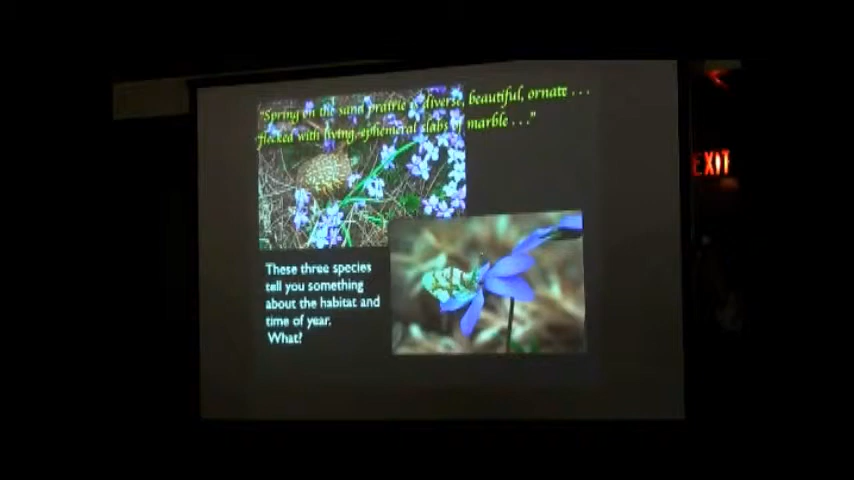 "Spring on the sand prairie is diverse, beautiful, ornate . . .
flecked with living, ephemeral slabs of marble . . ."
EXIT
These three species
tell you something
about the habitat and
time of year.
What?